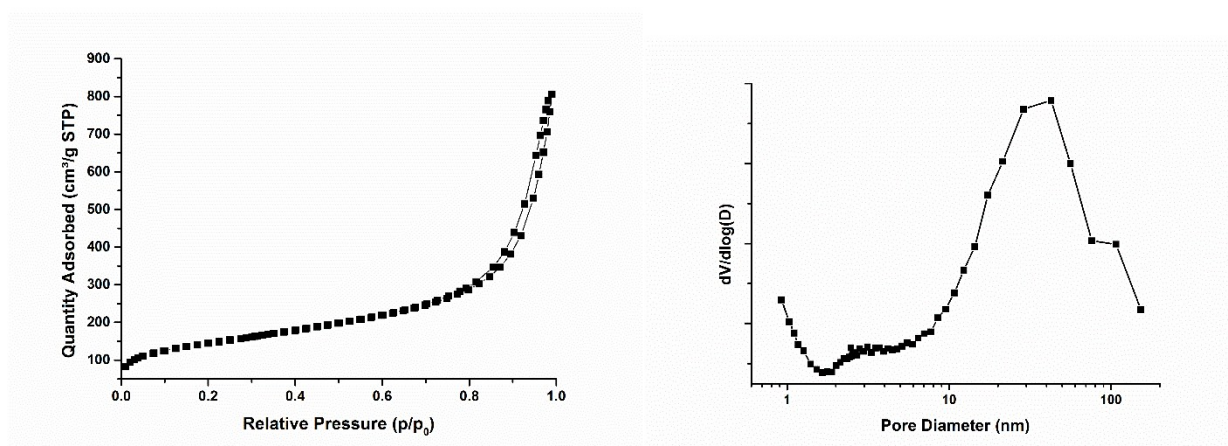 900
800
700
600
500
400
300
200
100
0.0 0.2 0.4 0.6 0.8 1.0
Quantity Adsorbed (cm³/g STP)
Relative Pressure (p/p₀)
dV/dlog(D)
1 10 100
Pore Diameter (nm)